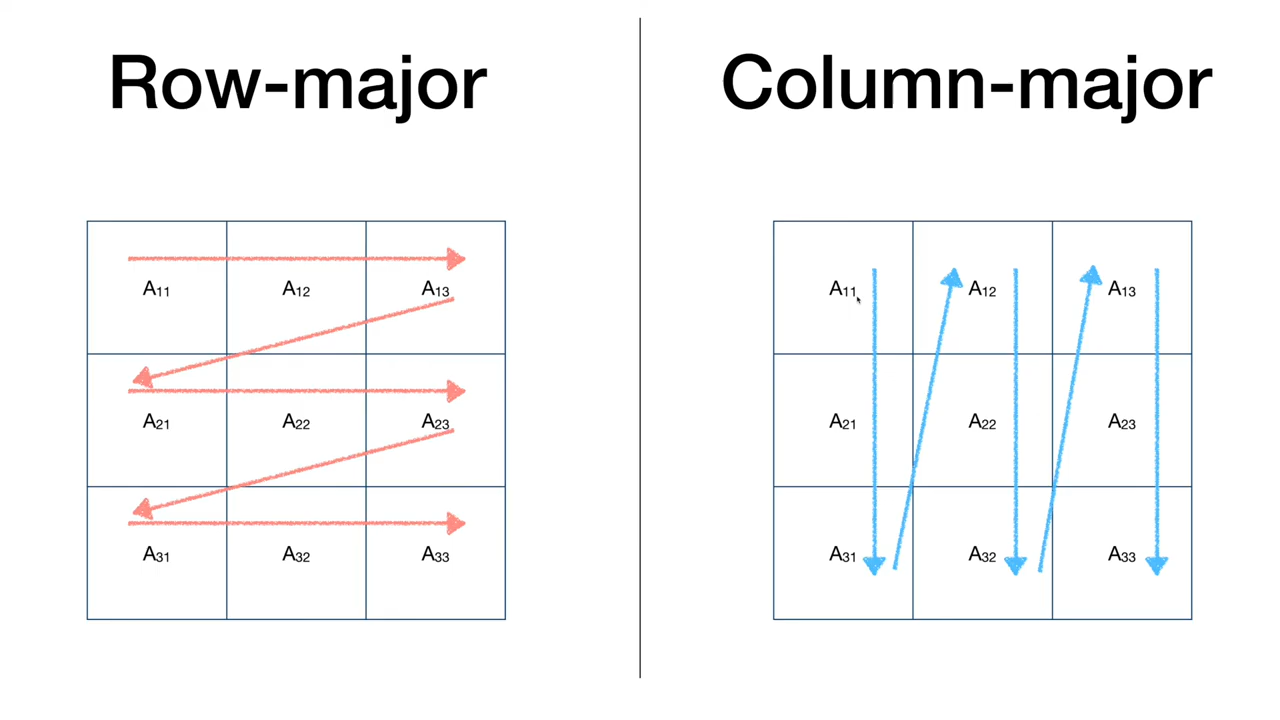 Row-major
A₁₁ A₁₂ A₁₃
A₂₁ A₂₂ A₂₃
A₃₁ A₃₂ A₃₃
Column-major
A₁₁ A₁₂ A₁₃
A₂₁ A₂₂ A₂₃
A₃₁ A₃₂ A₃₃